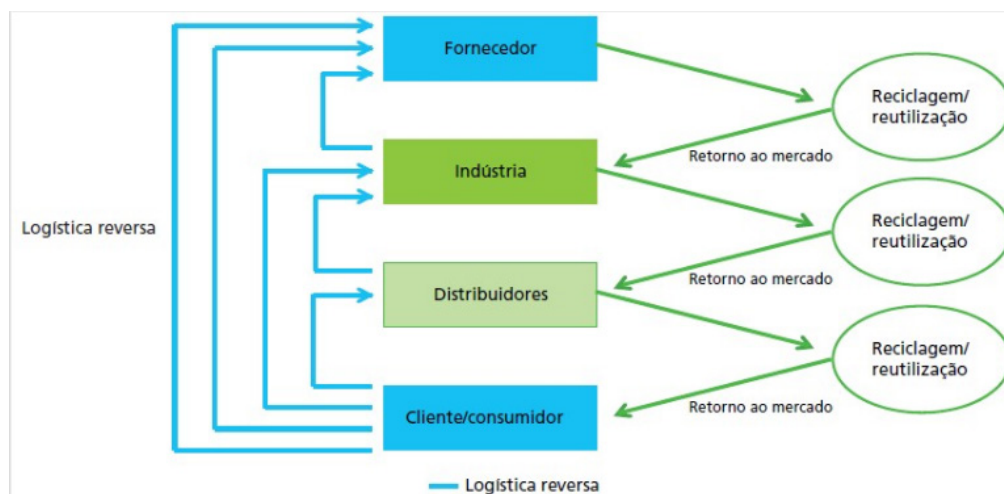 Fornecedor
Reciclagem/
reutilização
Retorno ao mercado
Indústria
Logística reversa
Reciclagem/
reutilização
Retorno ao mercado
Distribuidores
Reciclagem/
reutilização
Retorno ao mercado
Cliente/consumidor
Logística reversa